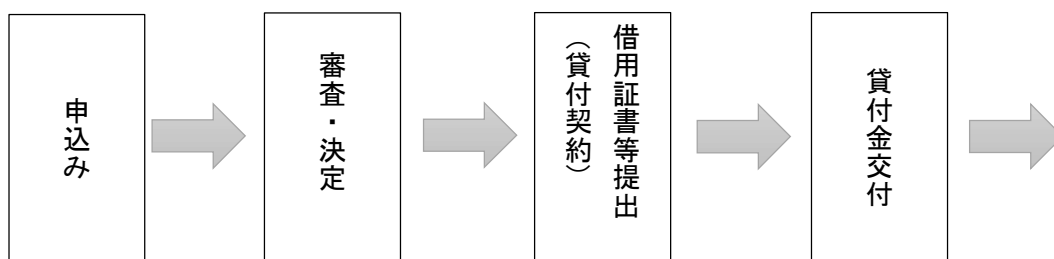 申込み
審査・決定
借用証書等提出
（貸付契約）
貸付金交付